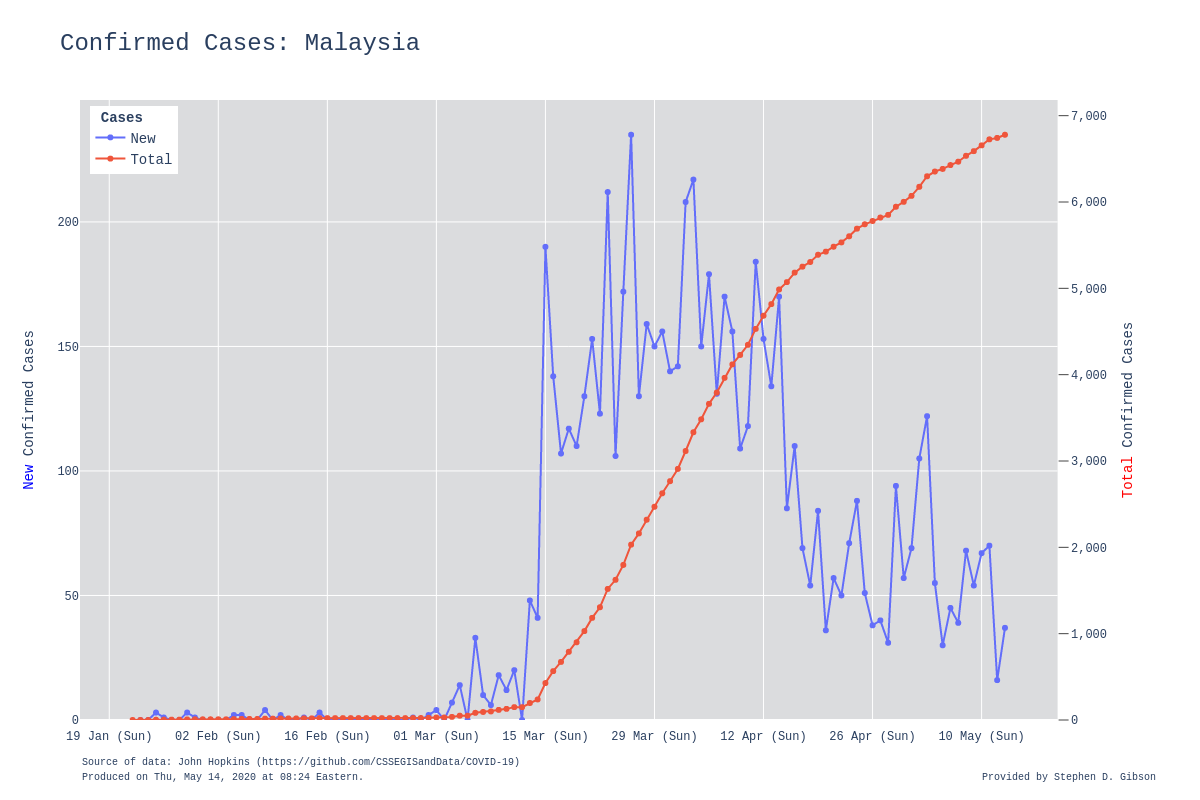 Confirmed Cases: Malaysia
Cases
New
Total
7,000
6,000
5,000
4,000
3,000
2,000
1,000
0
200
150
100
50
0
New Confirmed Cases
Total Confirmed Cases
19 Jan (Sun) 02 Feb (Sun) 16 Feb (Sun) 01 Mar (Sun) 15 Mar (Sun) 29 Mar (Sun) 12 Apr (Sun) 26 Apr (Sun) 10 May (Sun)
Source of data: John Hopkins (https://github.com/CSSEGISandData/COVID-19)
Produced on Thu, May 14, 2020 at 08:24 Eastern.
Provided by Stephen D. Gibson